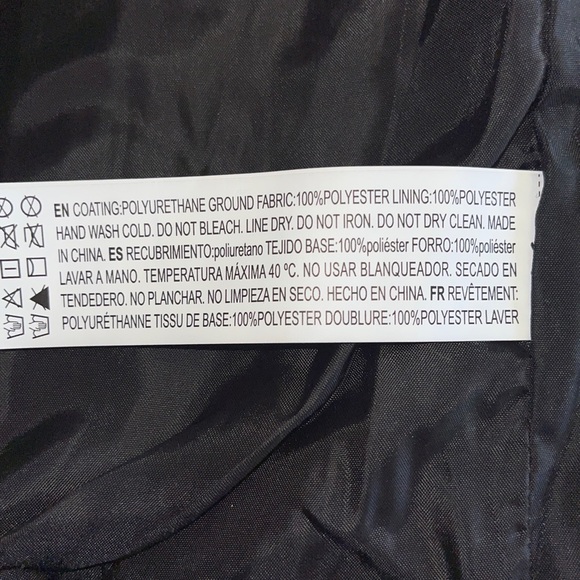 EN COATING:POLYURETHANE GROUND FABRIC:100%POLYESTER LINING:100%POLYESTER
HAND WASH COLD. DO NOT BLEACH. LINE DRY. DO NOT IRON. DO NOT DRY CLEAN. MADE
IN CHINA. ES RECUBRIMIENTO:poliuretano TEJIDO BASE:100%poliéster FORRO:100%poliéster
LAVAR A MANO. TEMPERATURA MÁXIMA 40 ºC. NO USAR BLANQUEADOR. SECADO EN
TENDEDERO. NO PLANCHAR. NO LIMPIEZA EN SECO. HECHO EN CHINA. FR REVÊTEMENT:
POLYURÉTHANNE TISSU DE BASE:100%POLYESTER DOUBLURE:100%POLYESTER LAVER